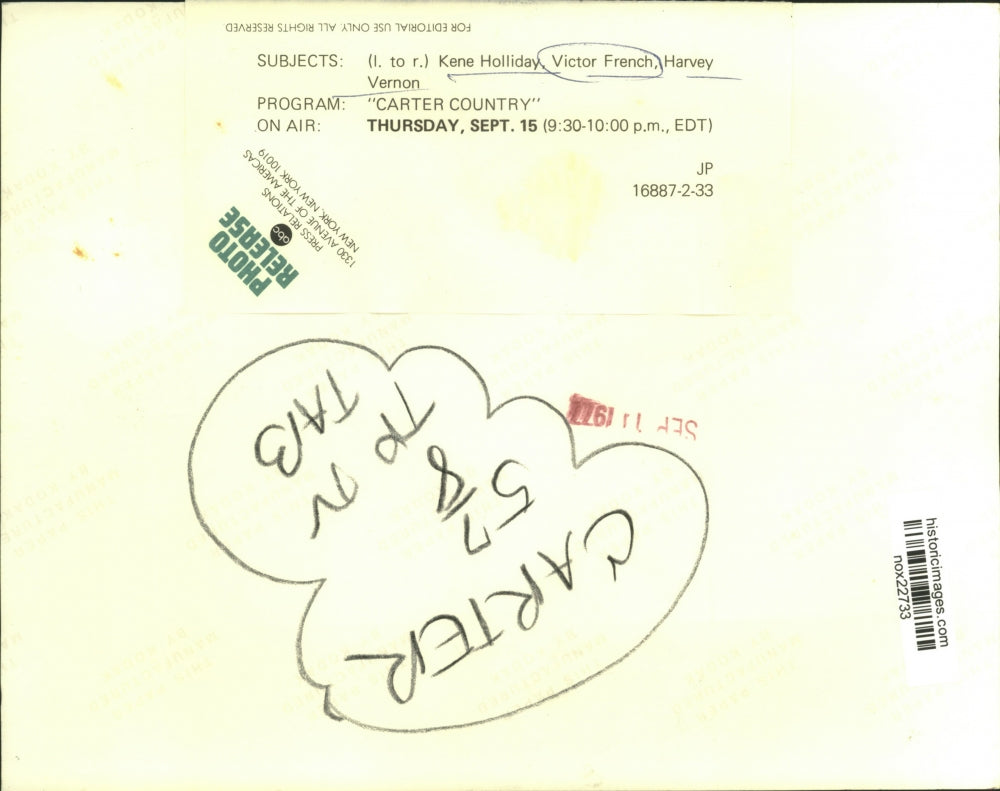 FOR EDITORIAL USE ONLY. ALL RIGHTS RESERVED
SUBJECTS: (l. to r.) Kene Holliday, Victor French, Harvey
Vernon
PROGRAM: "CARTER COUNTRY"
ON AIR: THURSDAY, SEPT. 15 (9:30-10:00 p.m., EDT)
JP
16887-2-33
PHOTO
RELEASE
abc
PRESS RELATIONS
1330 AVENUE OF THE AMERICAS
NEW YORK, NEW YORK 10019
SEP 11 1977
CARTER
5 7/8
TV
TAB
historicimages.com
nox22733